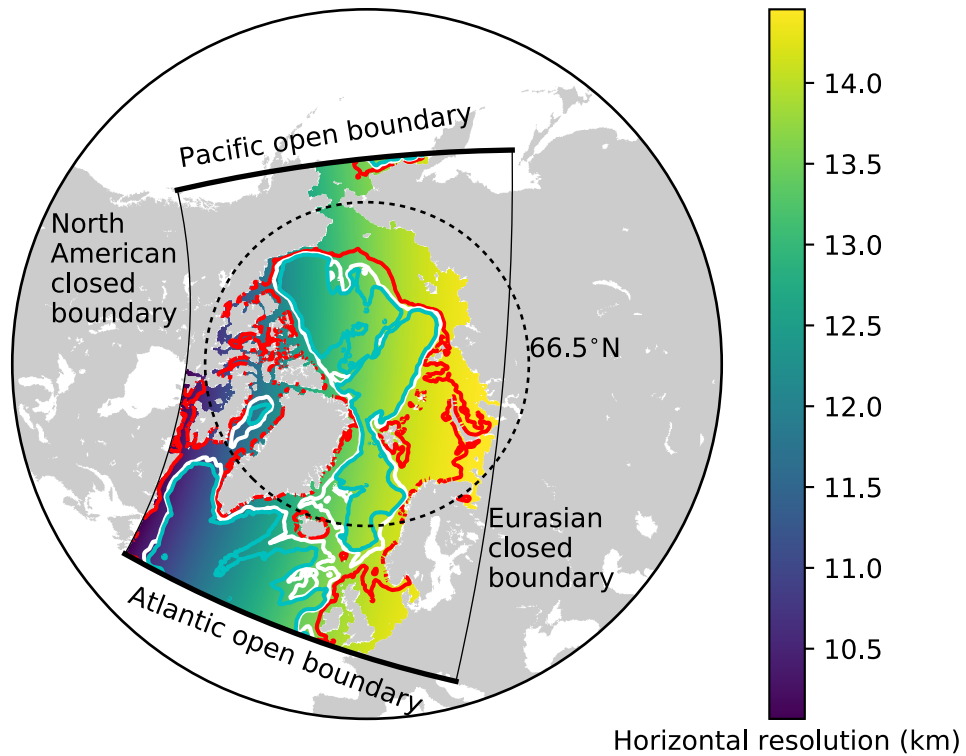 Pacific open boundary
North
American
closed
boundary
66.5°N
Eurasian
closed
boundary
Atlantic open boundary
14.0
13.5
13.0
12.5
12.0
11.5
11.0
10.5
Horizontal resolution (km)